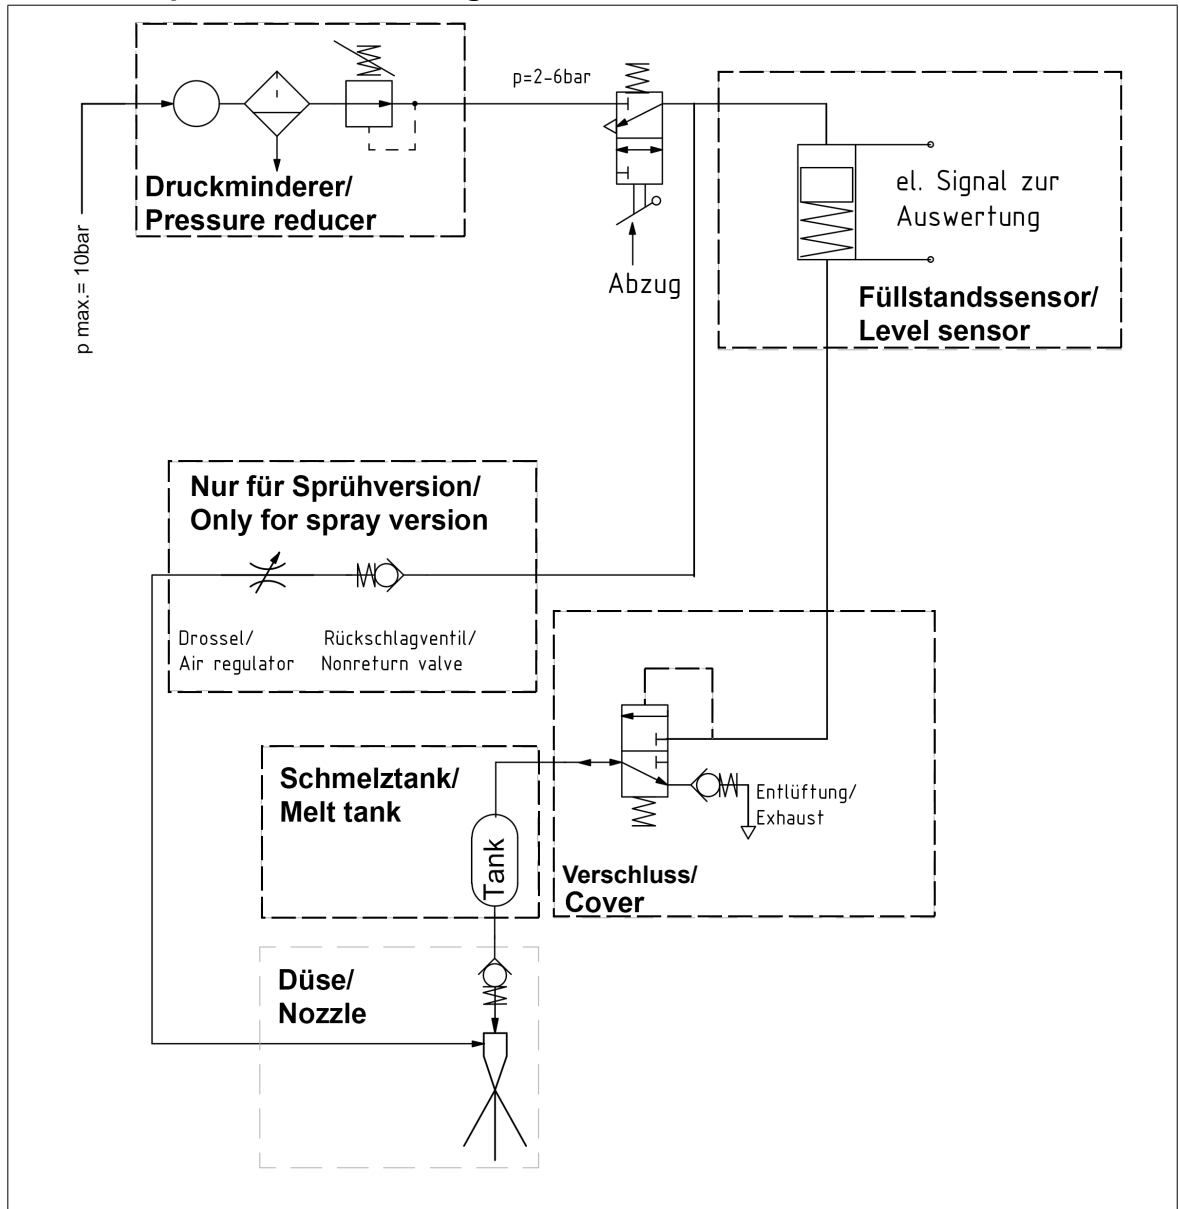 p=2-6bar
Druckminderer/
Pressure reducer
p max.= 10bar
el. Signal zur
Auswertung
Abzug
Füllstandssensor/
Level sensor
Nur für Sprühversion/
Only for spray version
Drossel/
Air regulator
Rückschlagventil/
Nonreturn valve
Schmelztank/
Melt tank
Tank
Entlüftung/
Exhaust
Verschluss/
Cover
Düse/
Nozzle